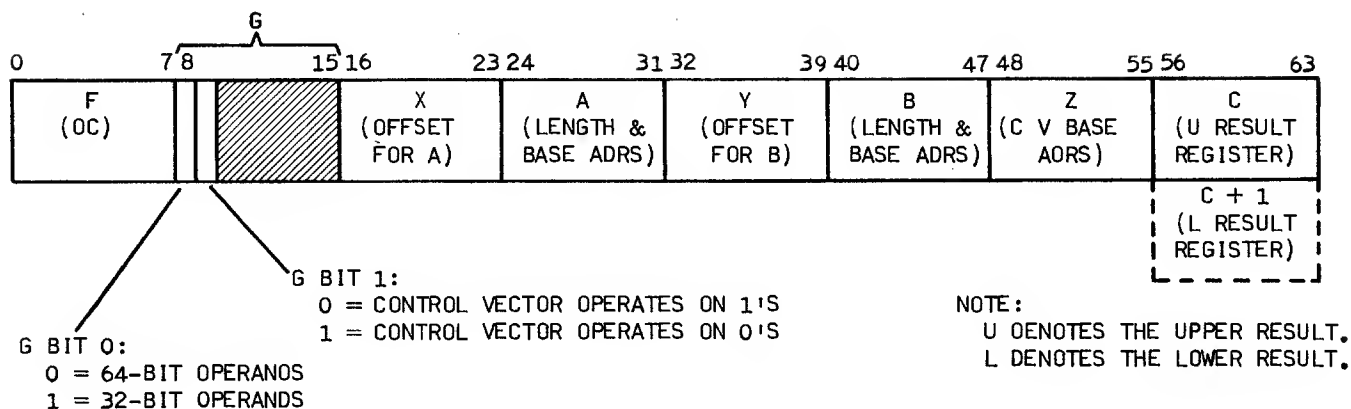 G
0 7 8 15 16 23 24 31 32 39 40 47 48 55 56 63
F X A Y B Z C
(OC) (OFFSET (LENGTH & (OFFSET (LENGTH & (C V BASE (U RESULT
FOR A) BASE ADRS) FOR B) BASE ADRS) AORS) REGISTER)
C + 1
(L RESULT
REGISTER)
G BIT 1:
0 = CONTROL VECTOR OPERATES ON 1'S
1 = CONTROL VECTOR OPERATES ON 0'S
NOTE:
U OENOTES THE UPPER RESULT.
L DENOTES THE LOWER RESULT.
G BIT 0:
0 = 64-BIT OPERANOS
1 = 32-BIT OPERANDS